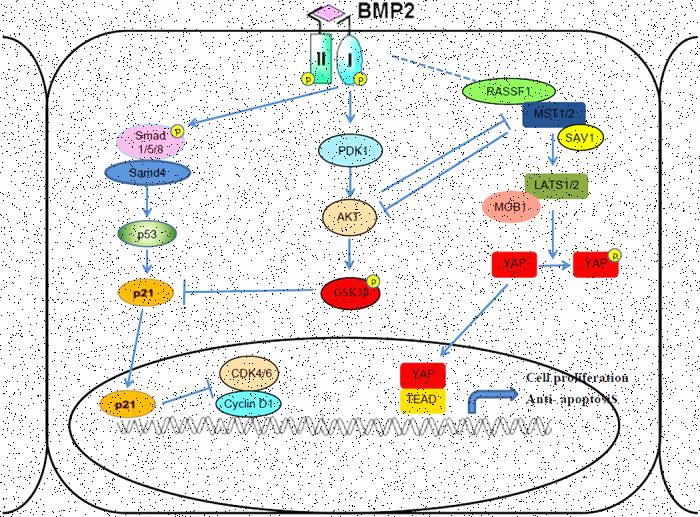 BMP2
II
I
p
p
RASSF1
MST1/2
SAV1
Smad
1/5/8
p
Samd4
PDK1
LATS1/2
MOB1
AKT
p53
YAP
YAP
p
p21
GSK3β
p
CDK4/6
Cyclin D1
p21
YAP
TEAD
Cell proliferation
Anti- apoptosis